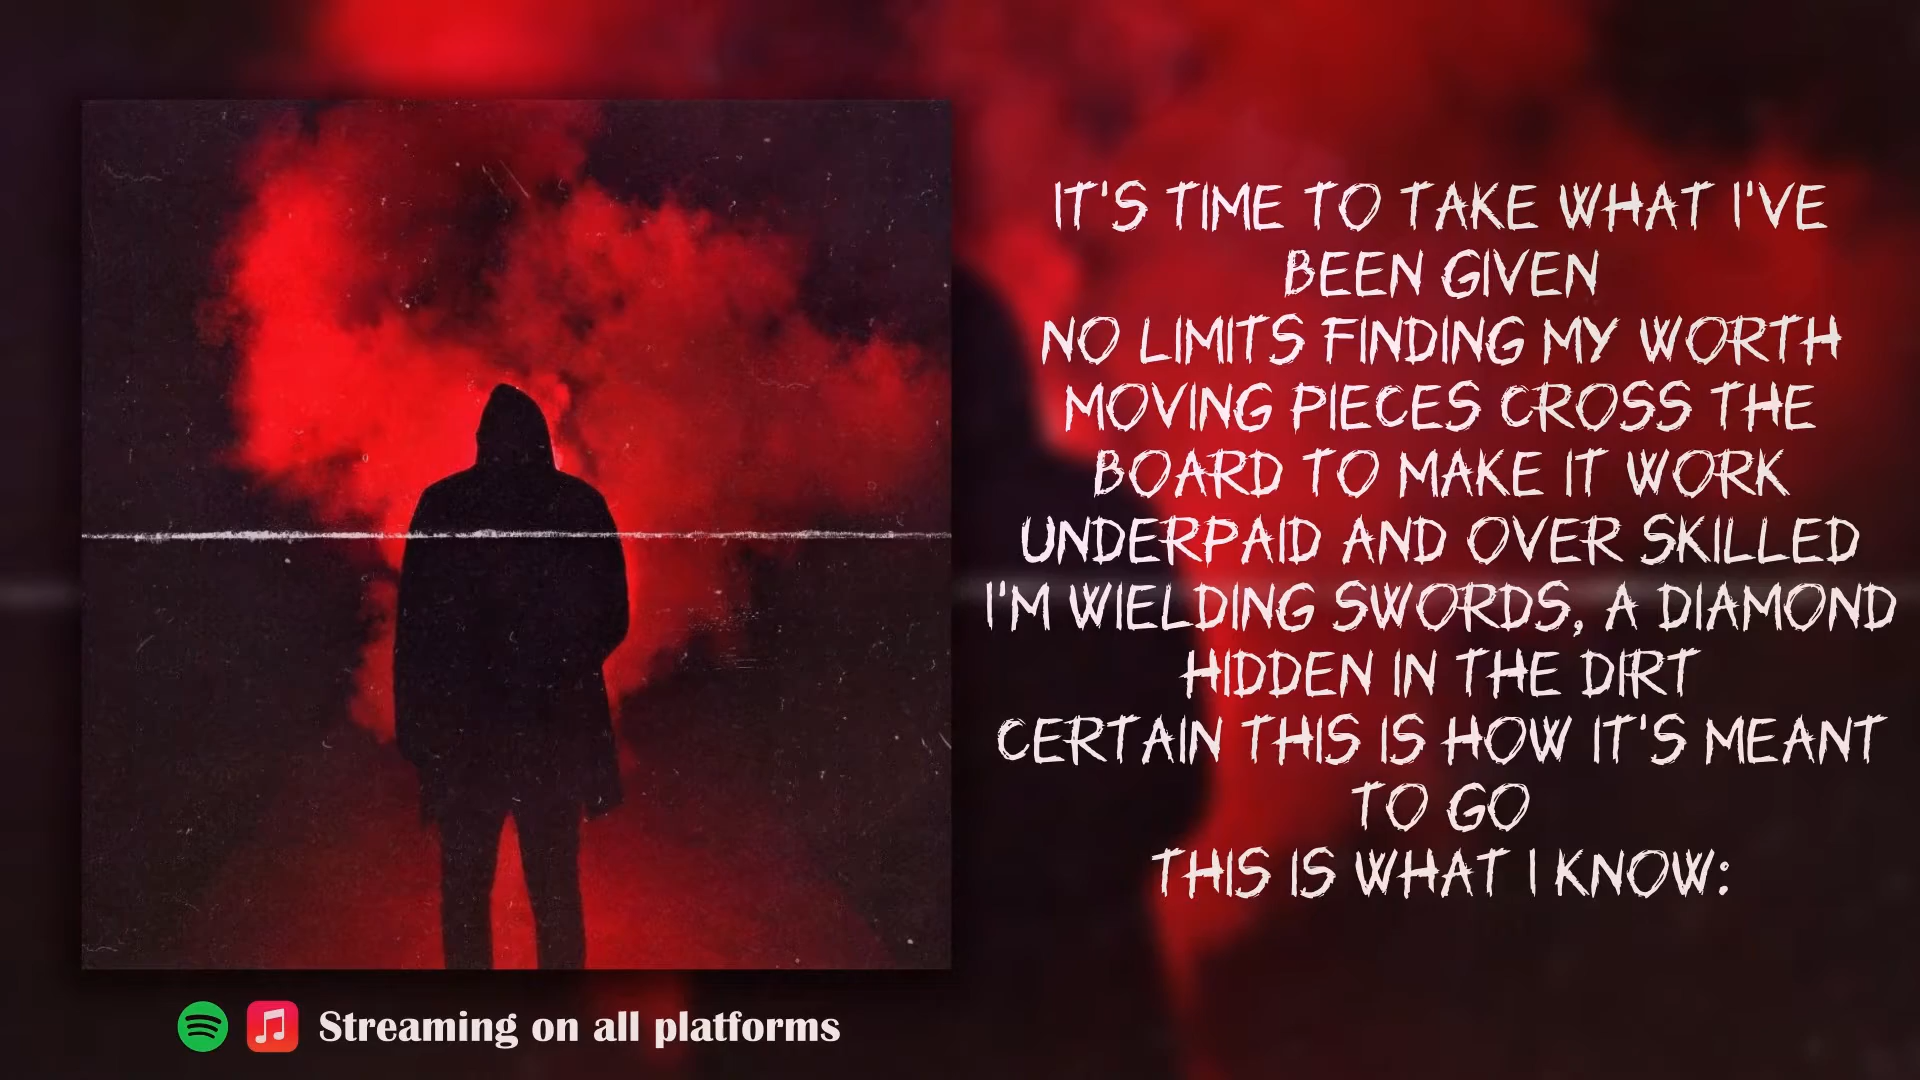 IT'S TIME TO TAKE WHAT I'VE
BEEN GIVEN
NO LIMITS FINDING MY WORTH
MOVING PIECES CROSS THE
BOARD TO MAKE IT WORK
UNDERPAID AND OVER SKILLED
I'M WIELDING SWORDS, A DIAMOND
HIDDEN IN THE DIRT
CERTAIN THIS IS HOW IT'S MEANT
TO GO
THIS IS WHAT I KNOW:
Streaming on all platforms